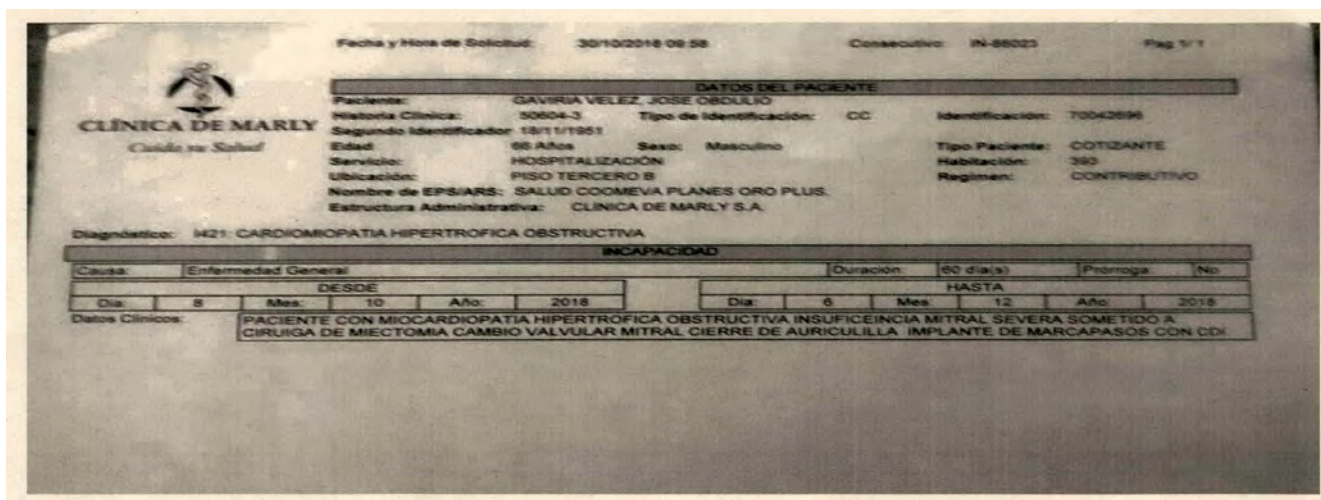 Fecha y Hora de Solicitud: 30/10/2018 09:58 Consecutivo: IN-86023 Pag 1/ 1
DATOS DEL PACIENTE
CLÍNICA DE MARLY
Cuida su Salud
Paciente: GAVIRIA VELEZ, JOSE OBDULIO
Historia Clínica: 50604-3 Tipo de Identificación: CC Identificación: 70042696
Segundo Identificador 18/11/1951
Edad: 66 Años Sexo: Masculino Tipo Paciente: COTIZANTE
Servicio: HOSPITALIZACIÓN Habitación: 393
Ubicación: PISO TERCERO B Regimen: CONTRIBUTIVO
Nombre de EPS/ARS: SALUD COOMEVA PLANES ORO PLUS.
Estructura Administrativa: CLINICA DE MARLY S.A.
Diagnóstico: I421: CARDIOMIOPATIA HIPERTROFICA OBSTRUCTIVA
INCAPACIDAD
Causa: Enfermedad General Duración: 60 día(s) Prorroga: No
DESDE HASTA
Dia: 8 Mes: 10 Año: 2018 Dia: 6 Mes: 12 Año: 2018
Datos Clínicos: PACIENTE CON MIOCARDIOPATIA HIPERTROFICA OBSTRUCTIVA INSUFICEINCIA MITRAL SEVERA SOMETIDO A
CIRUIGA DE MIECTOMIA CAMBIO VALVULAR MITRAL CIERRE DE AURICULILLA IMPLANTE DE MARCAPASOS CON CDI